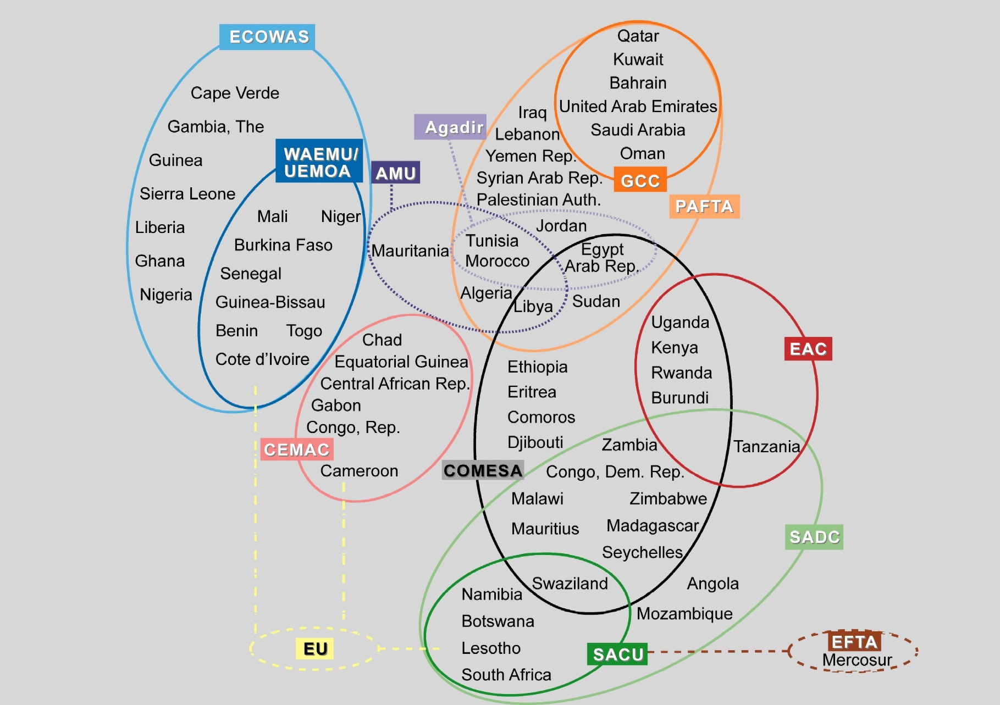 ECOWAS
Cape Verde
Gambia, The
Guinea
Sierra Leone
Liberia
Ghana
Nigeria
WAEMU/
UEMOA
Mali
Niger
Burkina Faso
Senegal
Guinea-Bissau
Benin
Togo
Cote d’Ivoire
Qatar
Kuwait
Bahrain
United Arab Emirates
Saudi Arabia
Oman
GCC
PAFTA
Iraq
Lebanon
Yemen Rep.
Syrian Arab Rep.
Palestinian Auth.
Agadir
AMU
Jordan
Tunisia
Morocco
Egypt
Arab Rep.
Mauritania
Algeria
Libya
Sudan
Chad
Equatorial Guinea
Central African Rep.
Gabon
Congo, Rep.
CEMAC
Cameroon
Uganda
Kenya
Rwanda
Burundi
EAC
Tanzania
Ethiopia
Eritrea
Comoros
Djibouti
COMESA
Zambia
Congo, Dem. Rep.
Malawi
Zimbabwe
Mauritius
Madagascar
Seychelles
SADC
Swaziland
Angola
Mozambique
Namibia
Botswana
Lesotho
South Africa
SACU
EU
EFTA
Mercosur